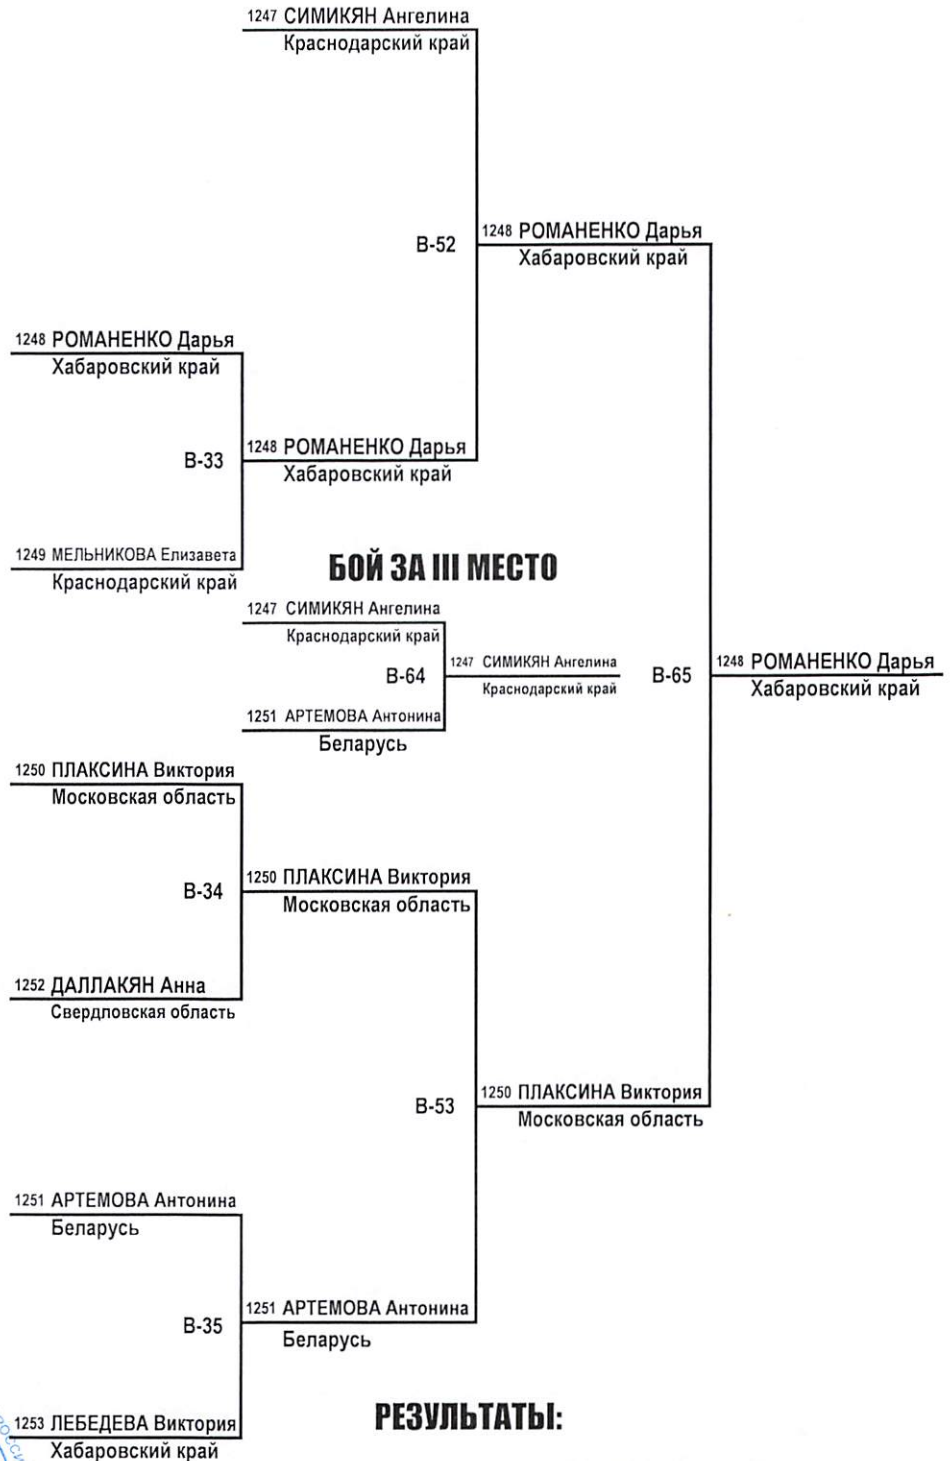 1247 СИМИКЯН Ангелина
Краснодарский край
В-52
1248 РОМАНЕНКО Дарья
Хабаровский край
1248 РОМАНЕНКО Дарья
Хабаровский край
В-33
1248 РОМАНЕНКО Дарья
Хабаровский край
1249 МЕЛЬНИКОВА Елизавета
Краснодарский край
БОЙ ЗА III МЕСТО
1247 СИМИКЯН Ангелина
Краснодарский край
В-64
1247 СИМИКЯН Ангелина
Краснодарский край
В-65
1248 РОМАНЕНКО Дарья
Хабаровский край
1251 АРТЕМОВА Антонина
Беларусь
1250 ПЛАКСИНА Виктория
Московская область
В-34
1250 ПЛАКСИНА Виктория
Московская область
1252 ДАЛЛАКЯН Анна
Свердловская область
В-53
1250 ПЛАКСИНА Виктория
Московская область
1251 АРТЕМОВА Антонина
Беларусь
В-35
1251 АРТЕМОВА Антонина
Беларусь
1253 ЛЕБЕДЕВА Виктория
Хабаровский край
РЕЗУЛЬТАТЫ: